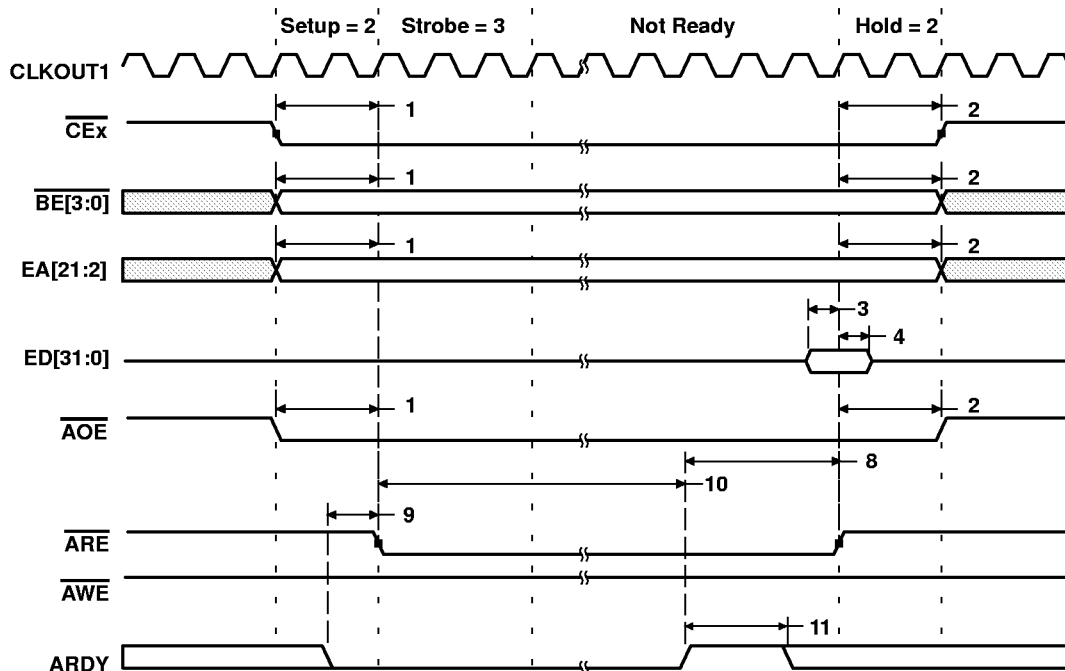 Setup = 2 Strobe = 3 Not Ready Hold = 2
CLKOUT1
CEx 1 2
BE[3:0] 1 2
EA[21:2] 1 2
3
ED[31:0] 4
AOE 1 2
8
10
9
ARE
AWE
11
ARDY